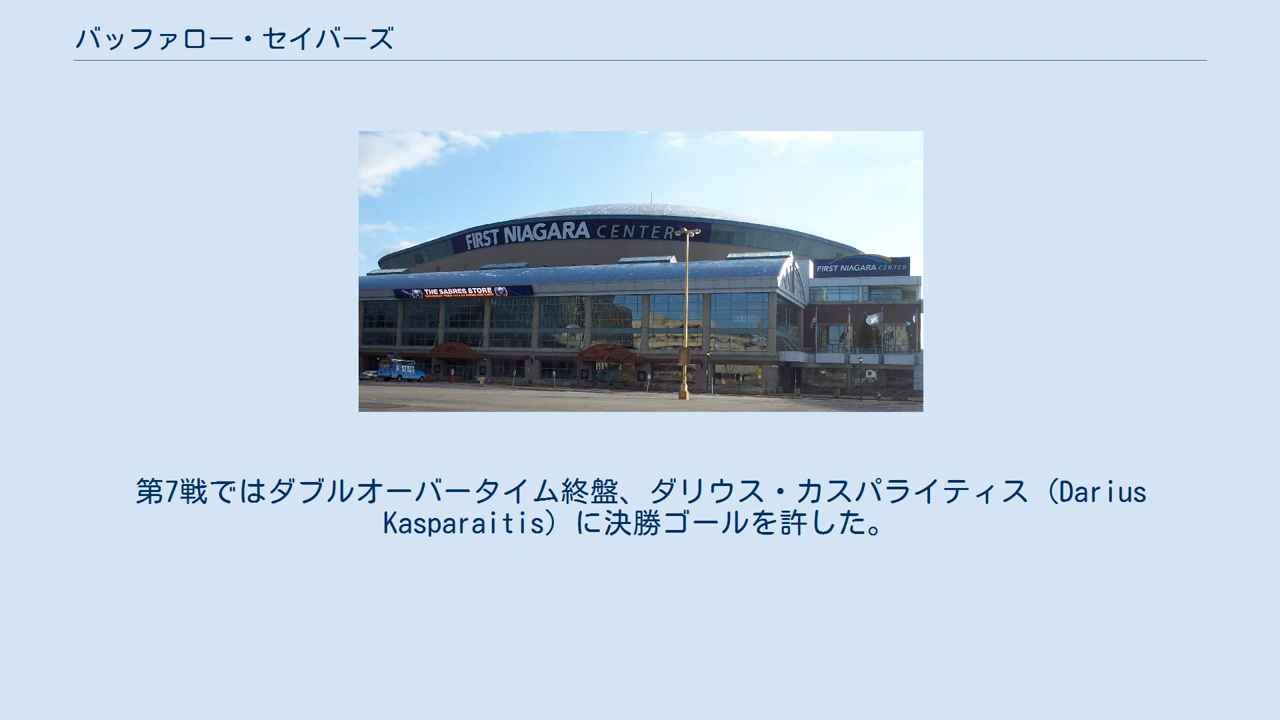 バッファロー・セイバーズ
FIRST NIAGARA CENTER
FIRST NIAGARA CENTER
THE SABRES STORE
第7戦ではダブルオーバータイム終盤、ダリウス・カスパライティス（Darius
Kasparaitis）に決勝ゴールを許した。